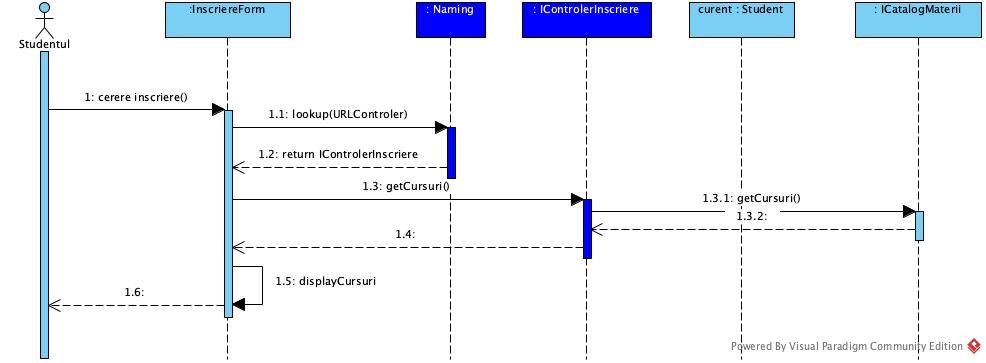 :InscriereForm
: Naming
: IControlerInscriere
curent : Student
: ICatalogMaterii
Studentul
1: cerere inscriere()
1.1: lookup(URLControler)
1.2: return IControlerInscriere
1.3: getCursuri()
1.3.1: getCursuri()
1.3.2:
1.4:
1.5: displayCursuri
1.6:
Powered By Visual Paradigm Community Edition